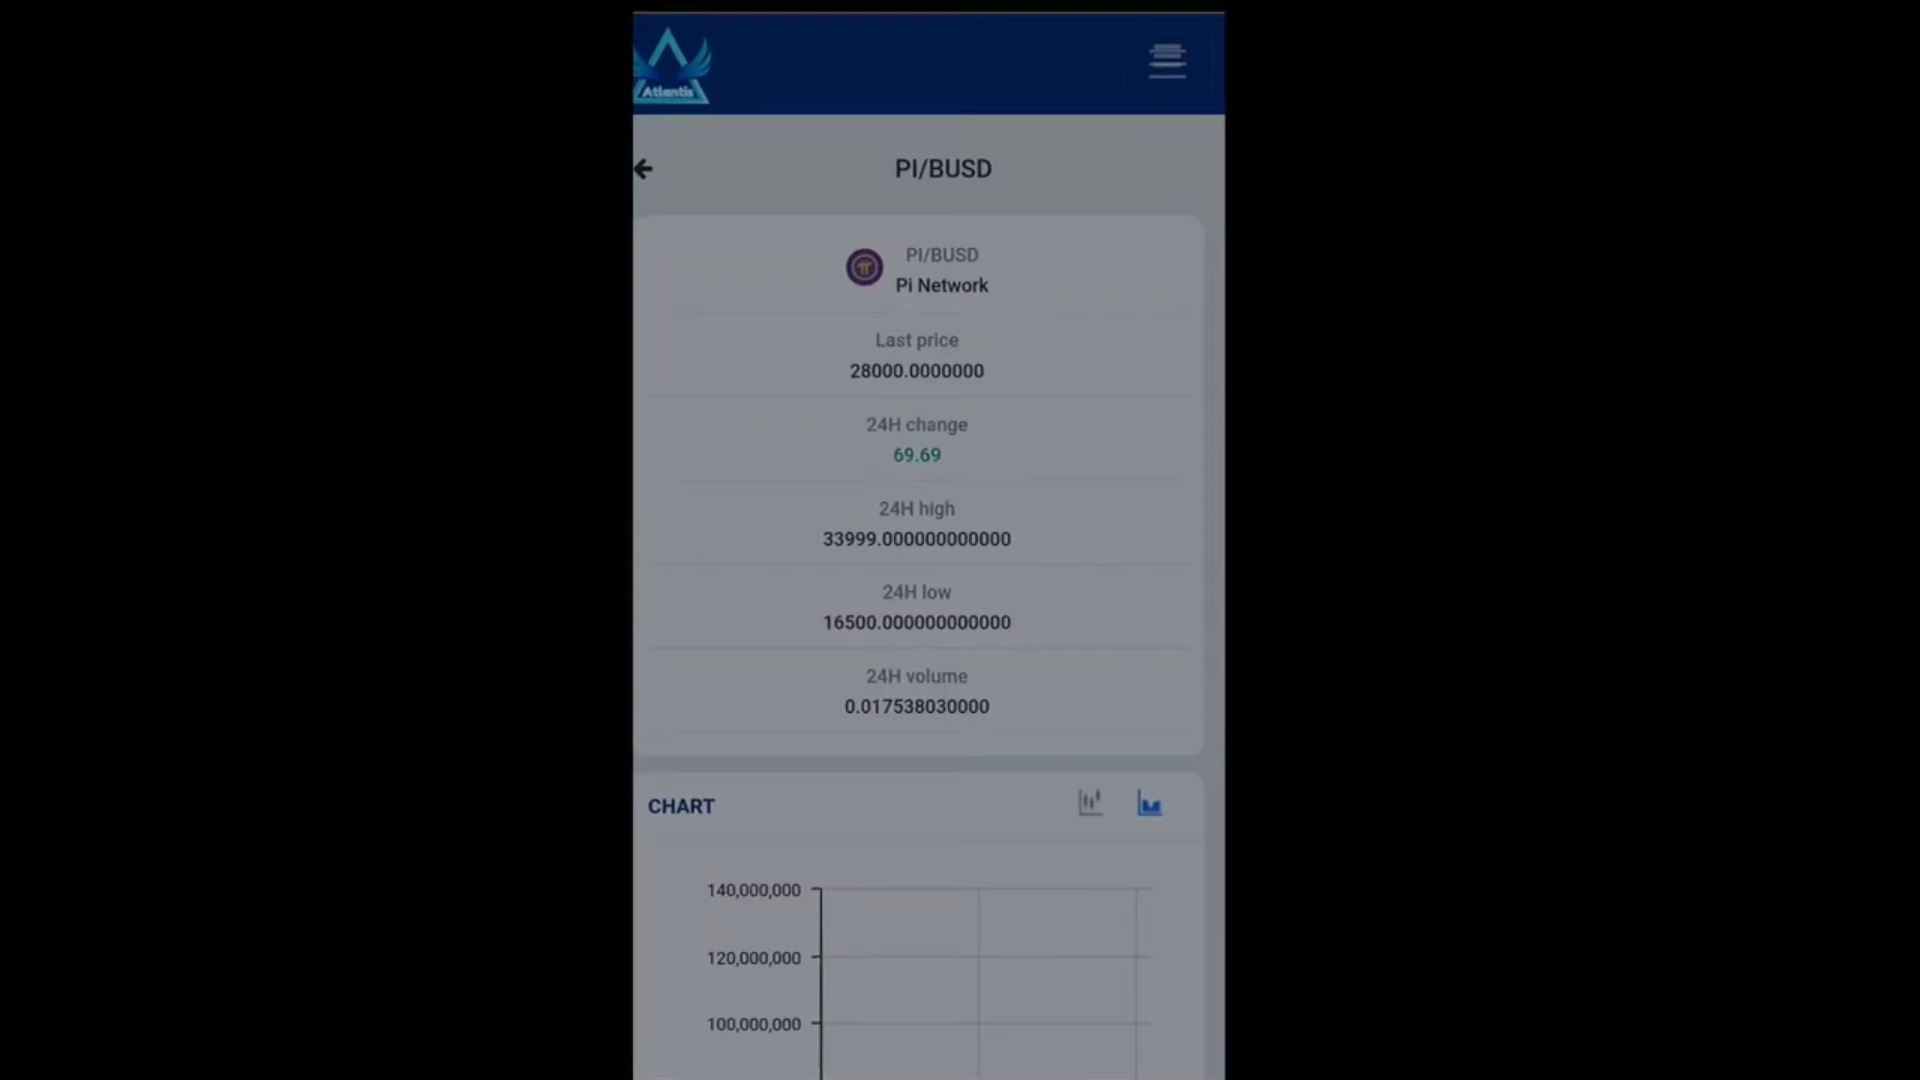 Atlantis
PI/BUSD
PI/BUSD
Pi Network
Last price
28000.0000000
24H change
69.69
24H high
33999.000000000000
24H low
16500.000000000000
24H volume
0.017538030000
CHART
140,000,000
120,000,000
100,000,000